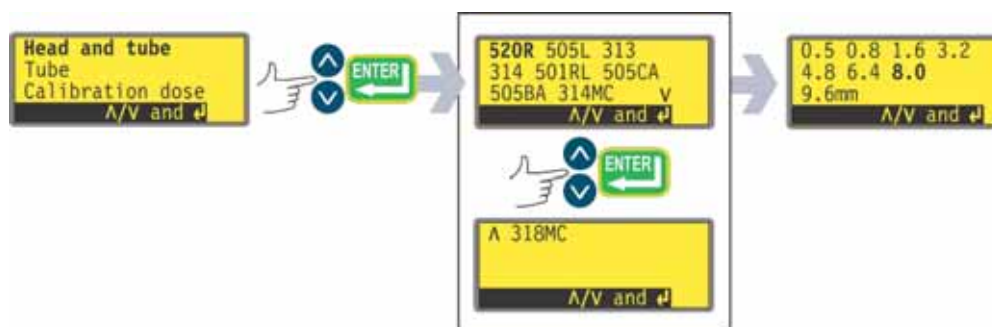 Head and tube
Tube
Calibration dose
∧/∨ and ↵
ENTER
520R 505L 313
314 501RL 505CA
505BA 314MC ∨
∧/∨ and ↵
ENTER
∧ 318MC
∧/∨ and ↵
0.5 0.8 1.6 3.2
4.8 6.4 8.0
9.6mm
∧/∨ and ↵